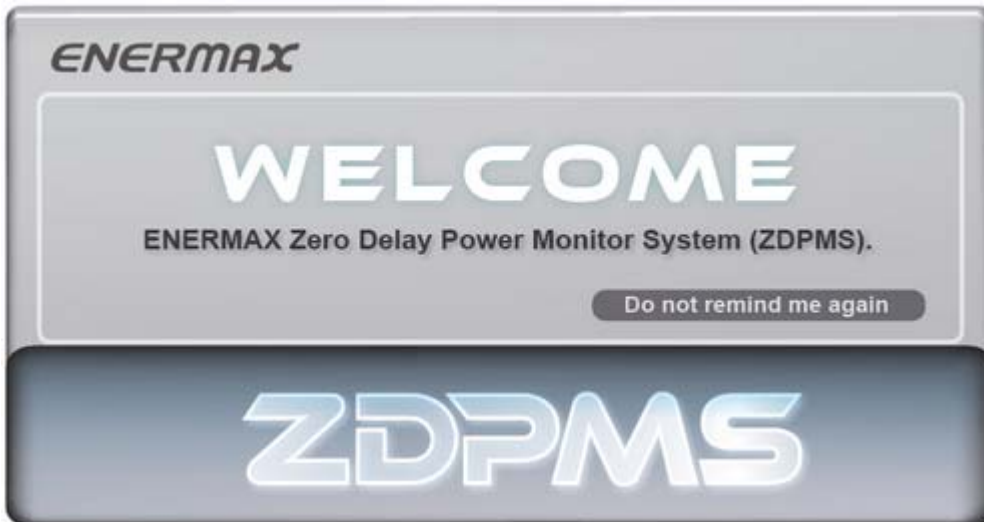 ENERMAX
WELCOME
ENERMAX Zero Delay Power Monitor System (ZDPMS).
Do not remind me again
ZDPMS